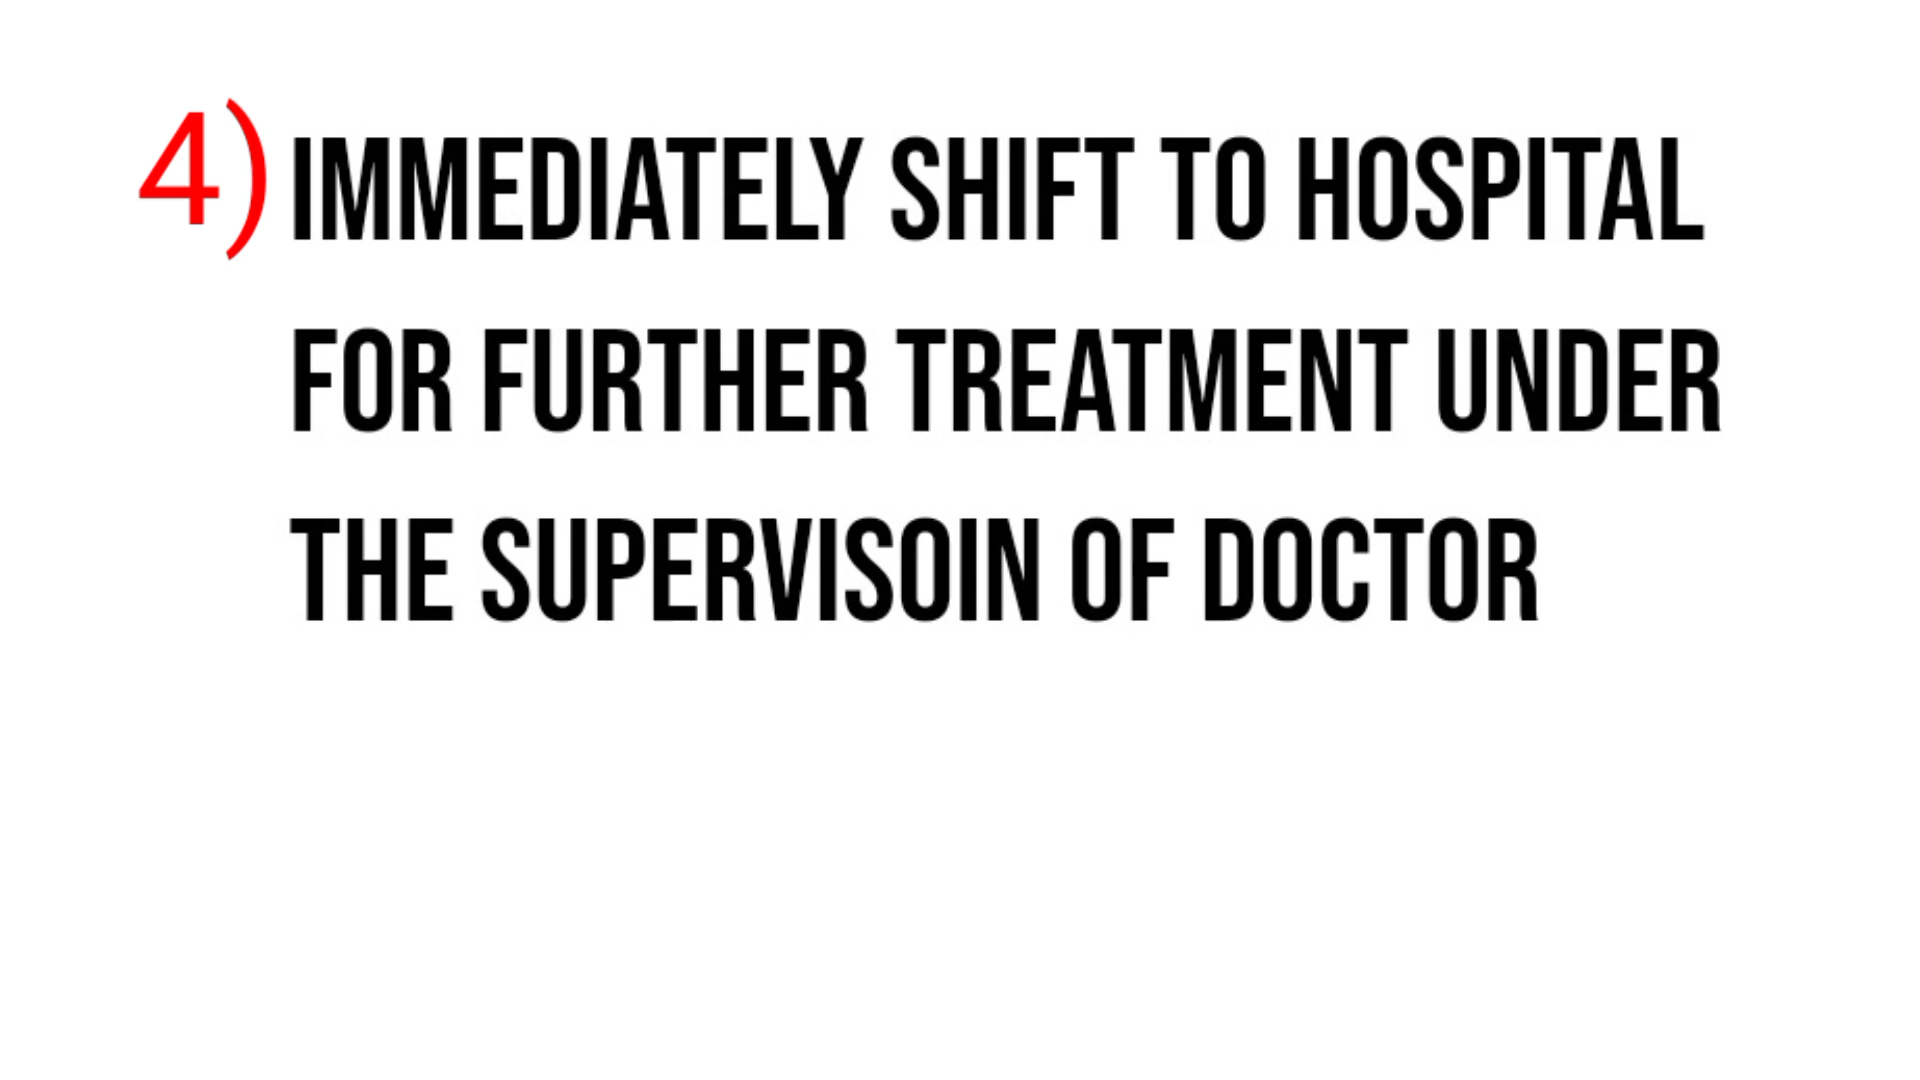 4) IMMEDIATELY SHIFT TO HOSPITAL
FOR FURTHER TREATMENT UNDER
THE SUPERVISOIN OF DOCTOR